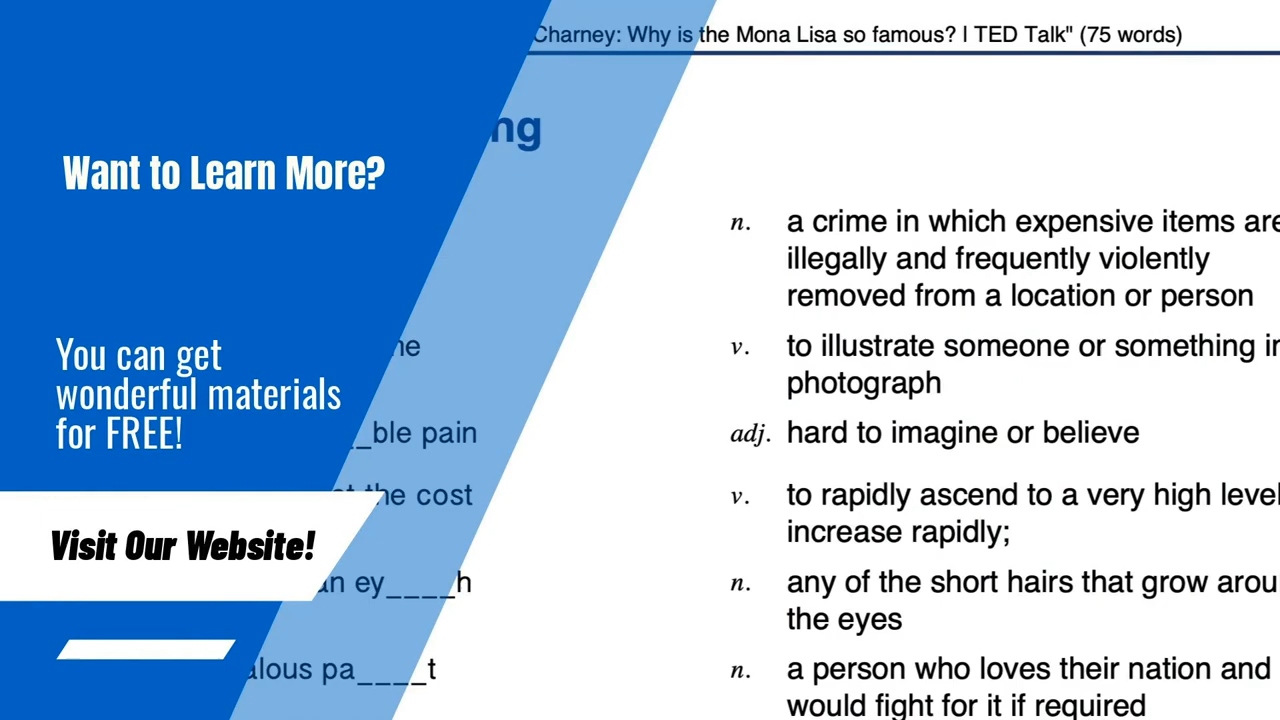 Charney: Why is the Mona Lisa so famous? | TED Talk" (75 words)
ng
Want to Learn More?
You can get
wonderful materials
for FREE!
Visit Our Website!
n. a crime in which expensive items are
illegally and frequently violently
removed from a location or person
ne v. to illustrate someone or something in
photograph
__ble pain adj. hard to imagine or believe
the cost v. to rapidly ascend to a very high level
increase rapidly;
an ey____h n. any of the short hairs that grow arou
the eyes
alous pa____t n. a person who loves their nation and
would fight for it if required